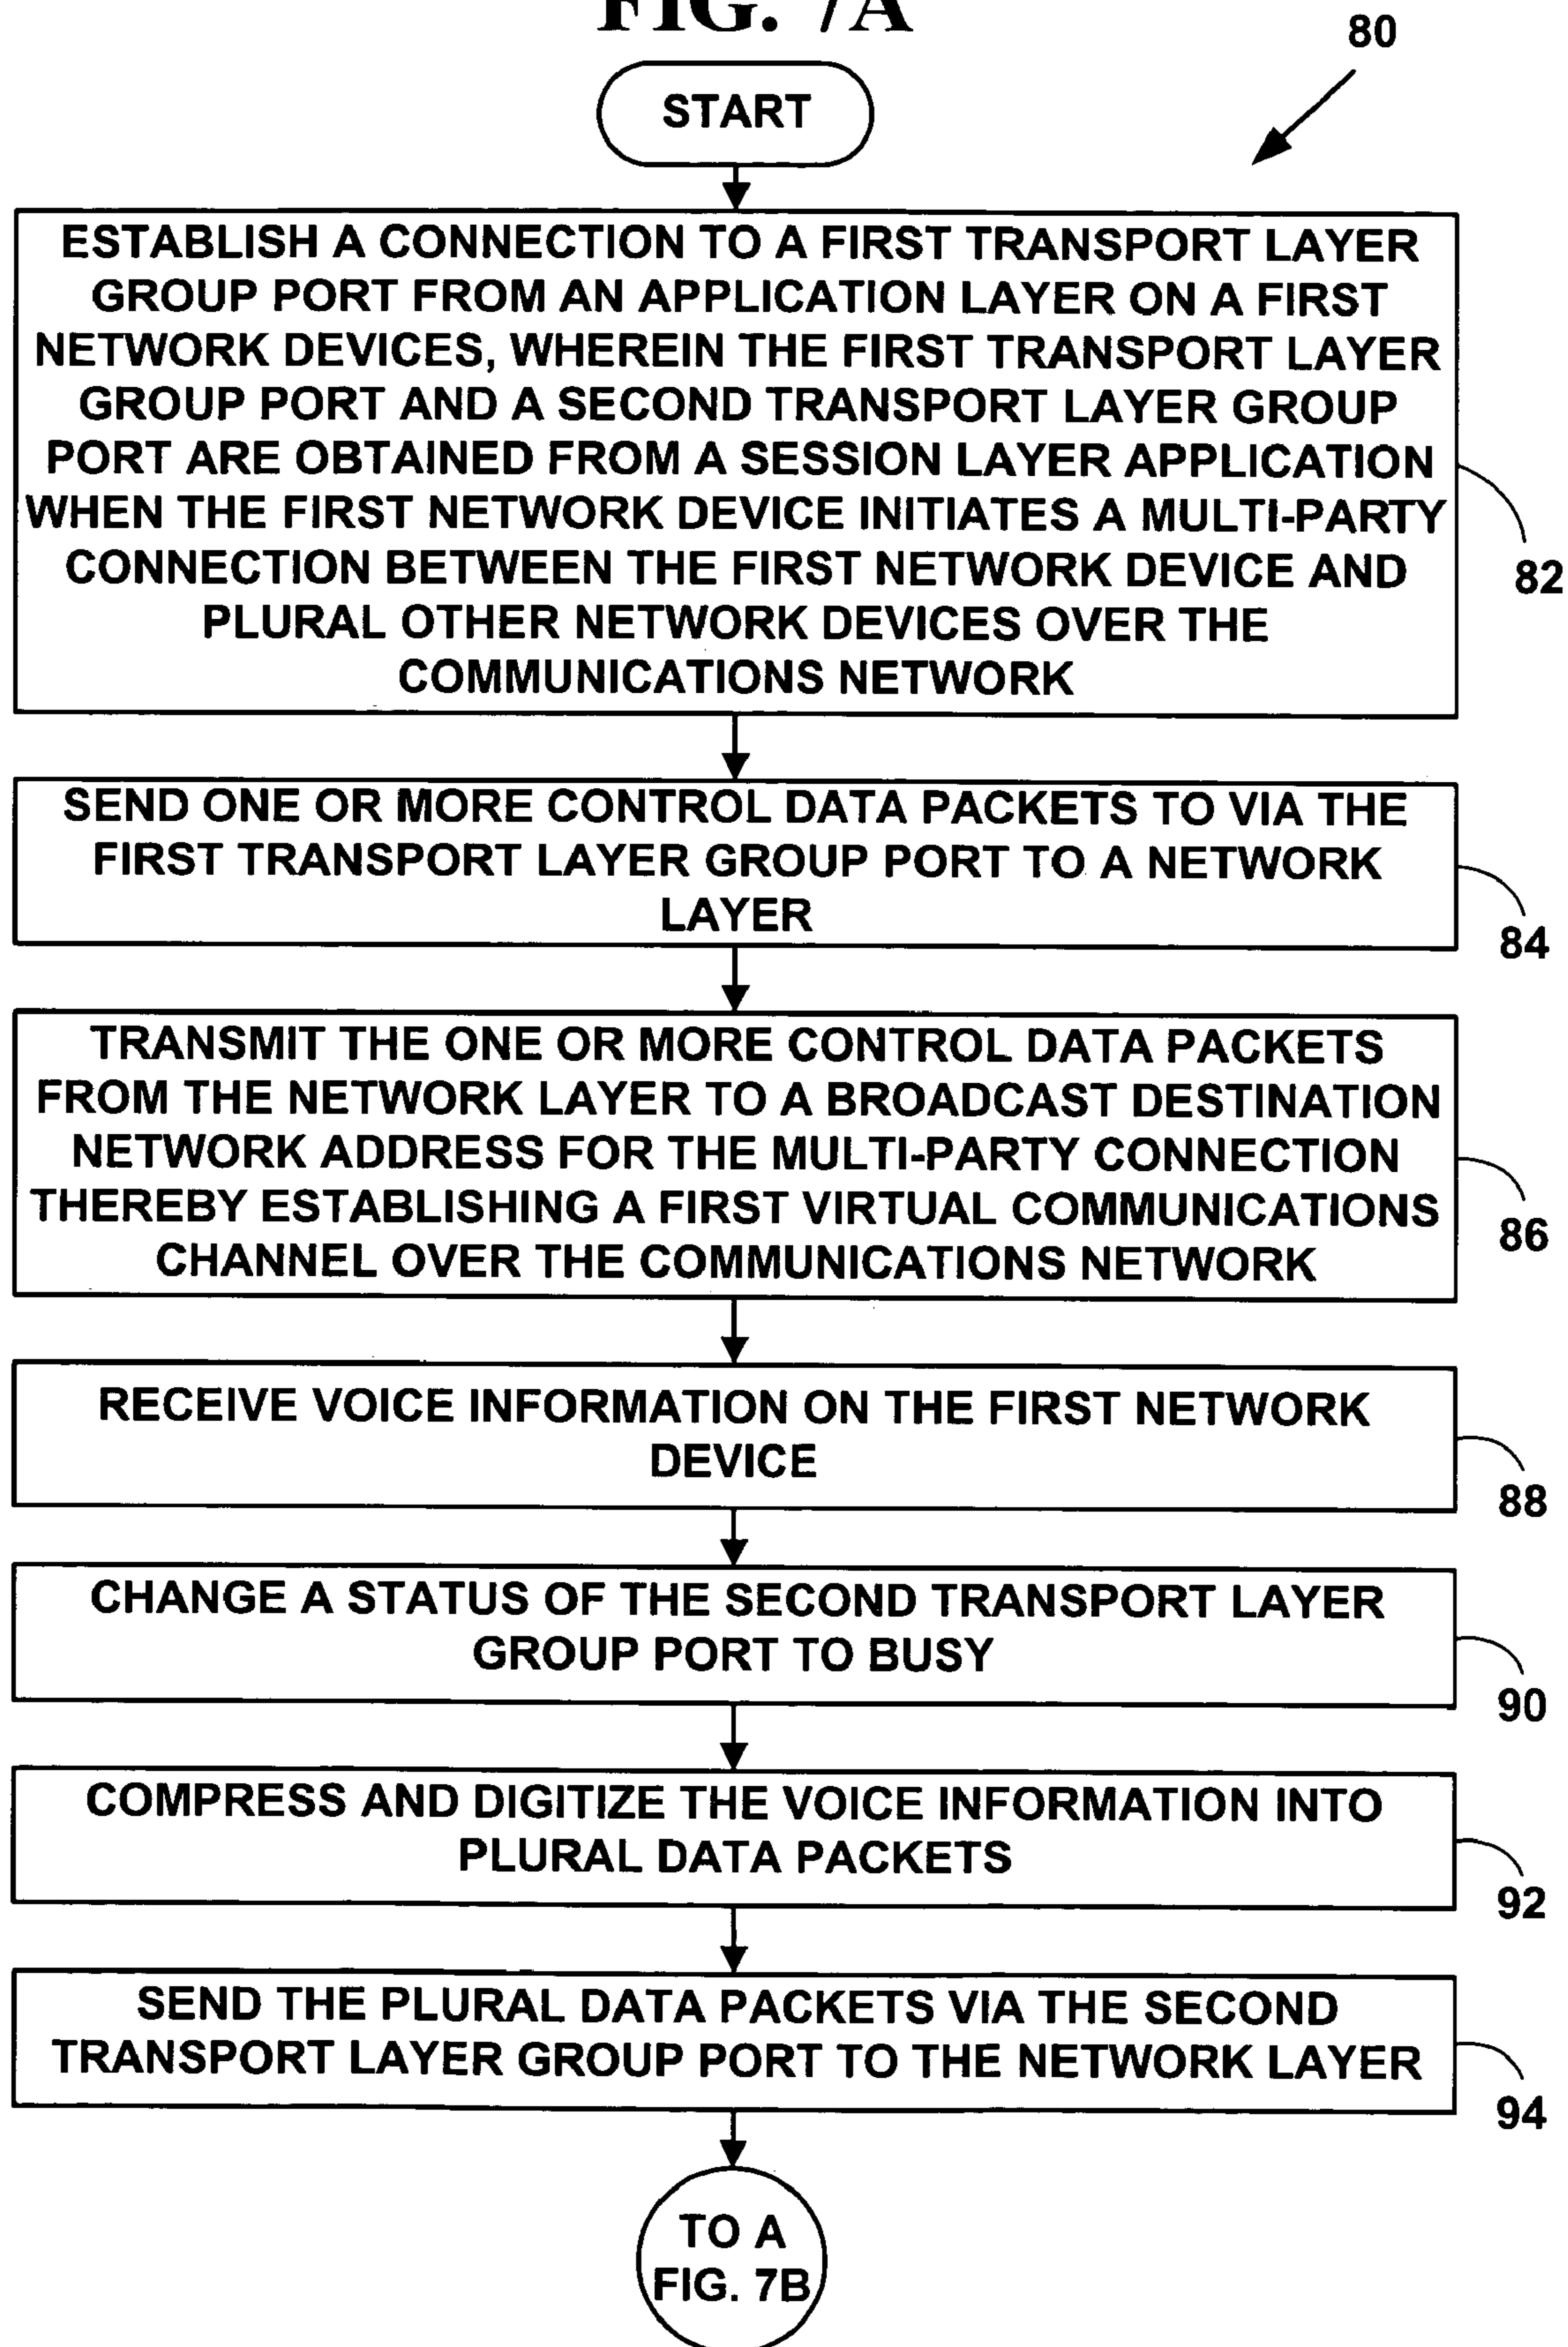 FIG. 7A
80
START
ESTABLISH A CONNECTION TO A FIRST TRANSPORT LAYER
GROUP PORT FROM AN APPLICATION LAYER ON A FIRST
NETWORK DEVICES, WHEREIN THE FIRST TRANSPORT LAYER
GROUP PORT AND A SECOND TRANSPORT LAYER GROUP
PORT ARE OBTAINED FROM A SESSION LAYER APPLICATION
WHEN THE FIRST NETWORK DEVICE INITIATES A MULTI-PARTY
CONNECTION BETWEEN THE FIRST NETWORK DEVICE AND
PLURAL OTHER NETWORK DEVICES OVER THE
COMMUNICATIONS NETWORK
82
SEND ONE OR MORE CONTROL DATA PACKETS TO VIA THE
FIRST TRANSPORT LAYER GROUP PORT TO A NETWORK
LAYER
84
TRANSMIT THE ONE OR MORE CONTROL DATA PACKETS
FROM THE NETWORK LAYER TO A BROADCAST DESTINATION
NETWORK ADDRESS FOR THE MULTI-PARTY CONNECTION
THEREBY ESTABLISHING A FIRST VIRTUAL COMMUNICATIONS
CHANNEL OVER THE COMMUNICATIONS NETWORK
86
RECEIVE VOICE INFORMATION ON THE FIRST NETWORK
DEVICE
88
CHANGE A STATUS OF THE SECOND TRANSPORT LAYER
GROUP PORT TO BUSY
90
COMPRESS AND DIGITIZE THE VOICE INFORMATION INTO
PLURAL DATA PACKETS
92
SEND THE PLURAL DATA PACKETS VIA THE SECOND
TRANSPORT LAYER GROUP PORT TO THE NETWORK LAYER
94
TO A
FIG. 7B